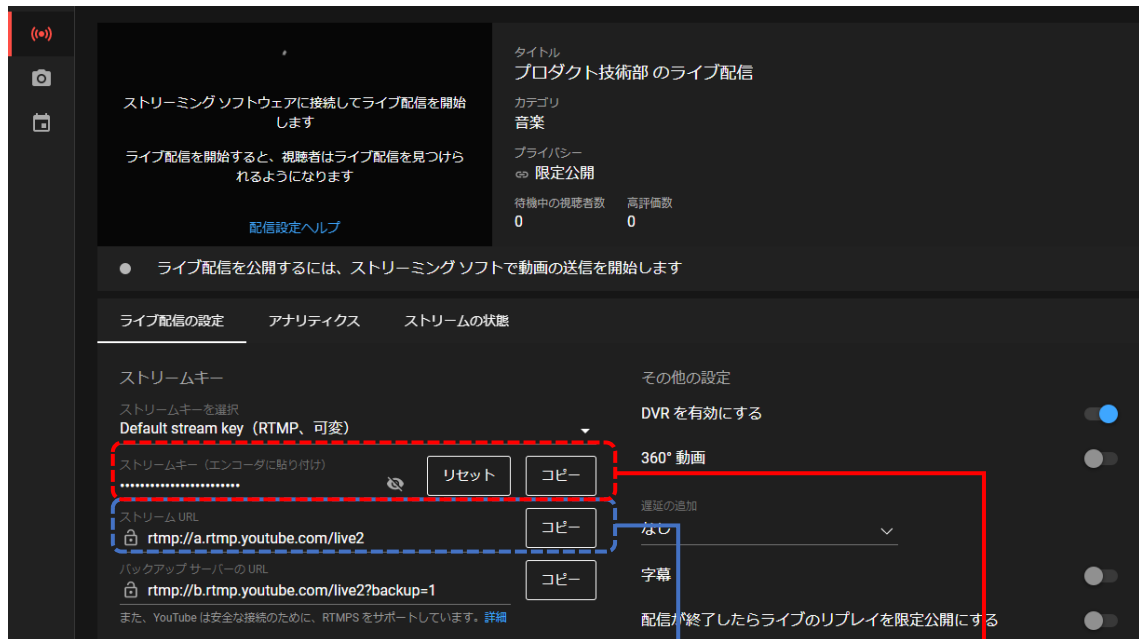 タイトル
プロダクト技術部 のライブ配信
ストリーミング ソフトウェアに接続してライブ配信を開始
します
カテゴリ
音楽
ライブ配信を開始すると、視聴者はライブ配信を見つけら
れるようになります
プライバシー
限定公開
待機中の視聴者数 高評価数
0 0
配信設定ヘルプ
ライブ配信を公開するには、ストリーミング ソフトで動画の送信を開始します
ライブ配信の設定 アナリティクス ストリームの状態
ストリームキー
ストリームキーを選択
Default stream key（RTMP、可変）
ストリームキー（エンコーダに貼り付け）
••••••••••••••••••••••••
リセット コピー
ストリーム URL
rtmp://a.rtmp.youtube.com/live2
コピー
バックアップ サーバーの URL
rtmp://b.rtmp.youtube.com/live2?backup=1
コピー
また、YouTube は安全な接続のために、RTMPS をサポートしています。詳細
その他の設定
DVR を有効にする
360° 動画
遅延の追加
なし
字幕
配信が終了したらライブのリプレイを限定公開にする